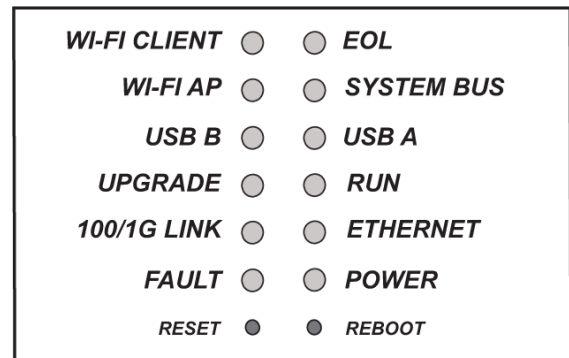 WI-FI CLIENT EOL
WI-FI AP SYSTEM BUS
USB B USB A
UPGRADE RUN
100/1G LINK ETHERNET
FAULT POWER
RESET REBOOT